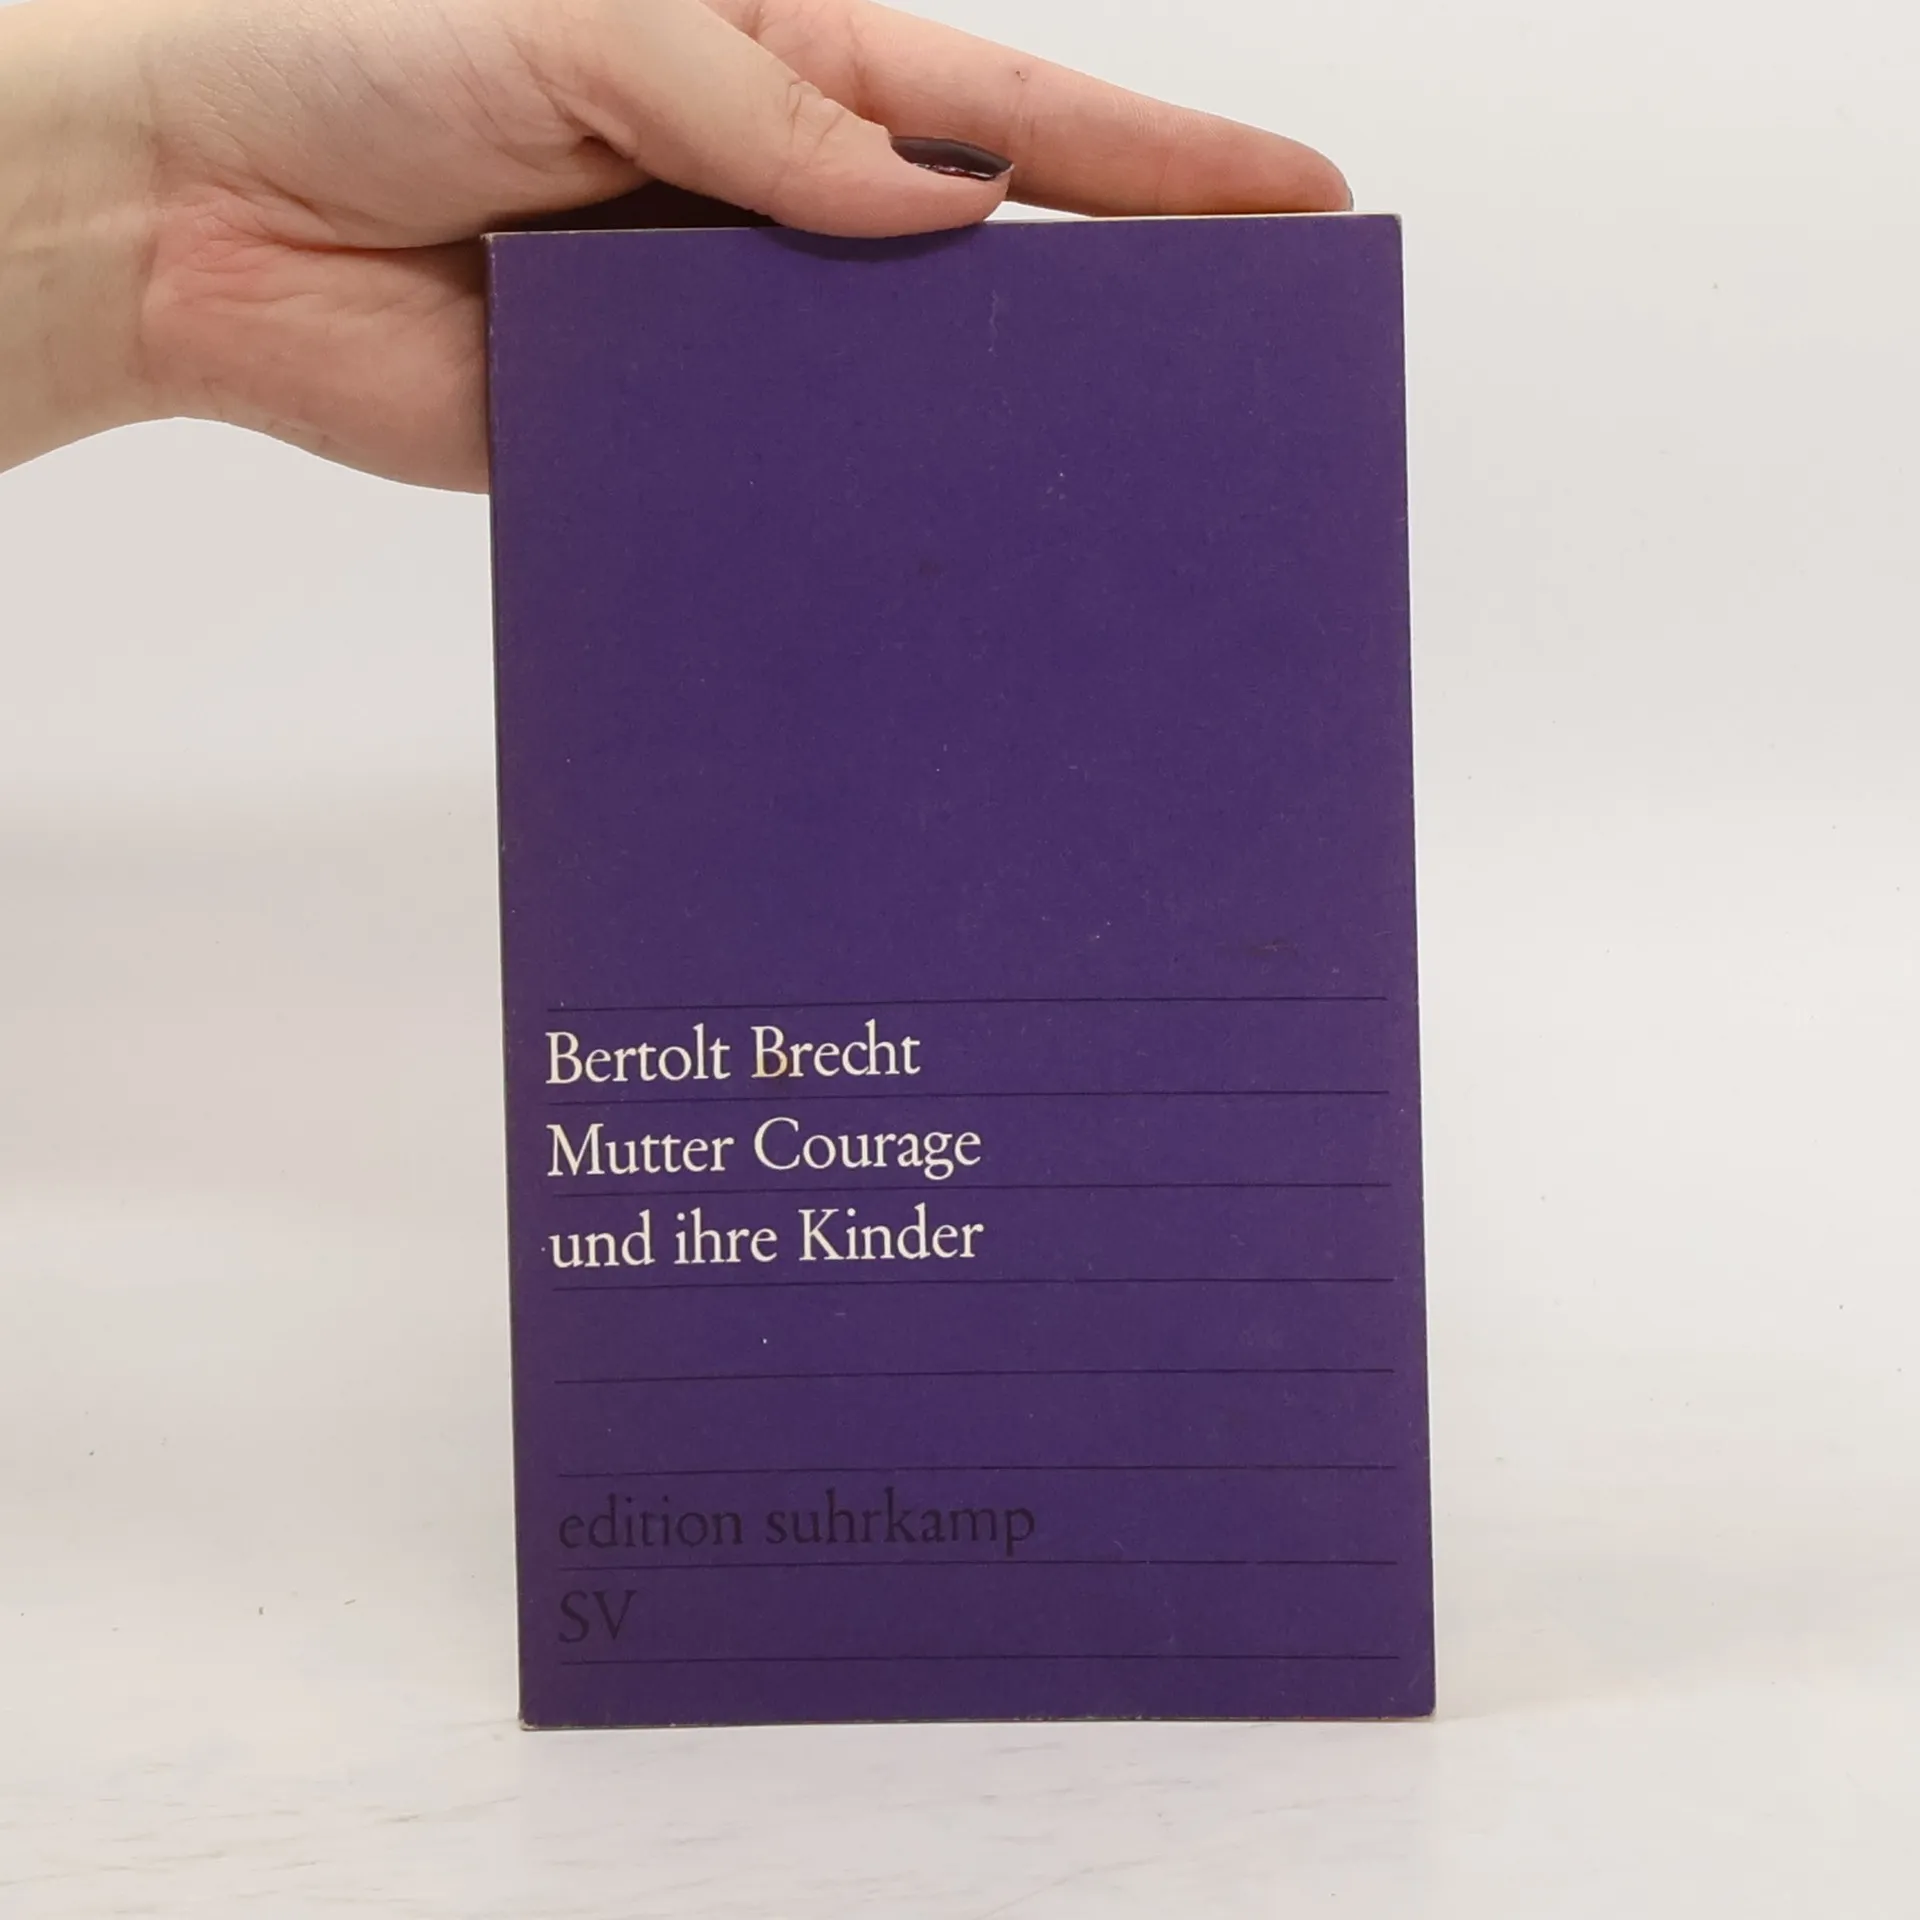 Bertolt Brecht
Mutter Courage
und ihre Kinder
edition suhrkamp
SV